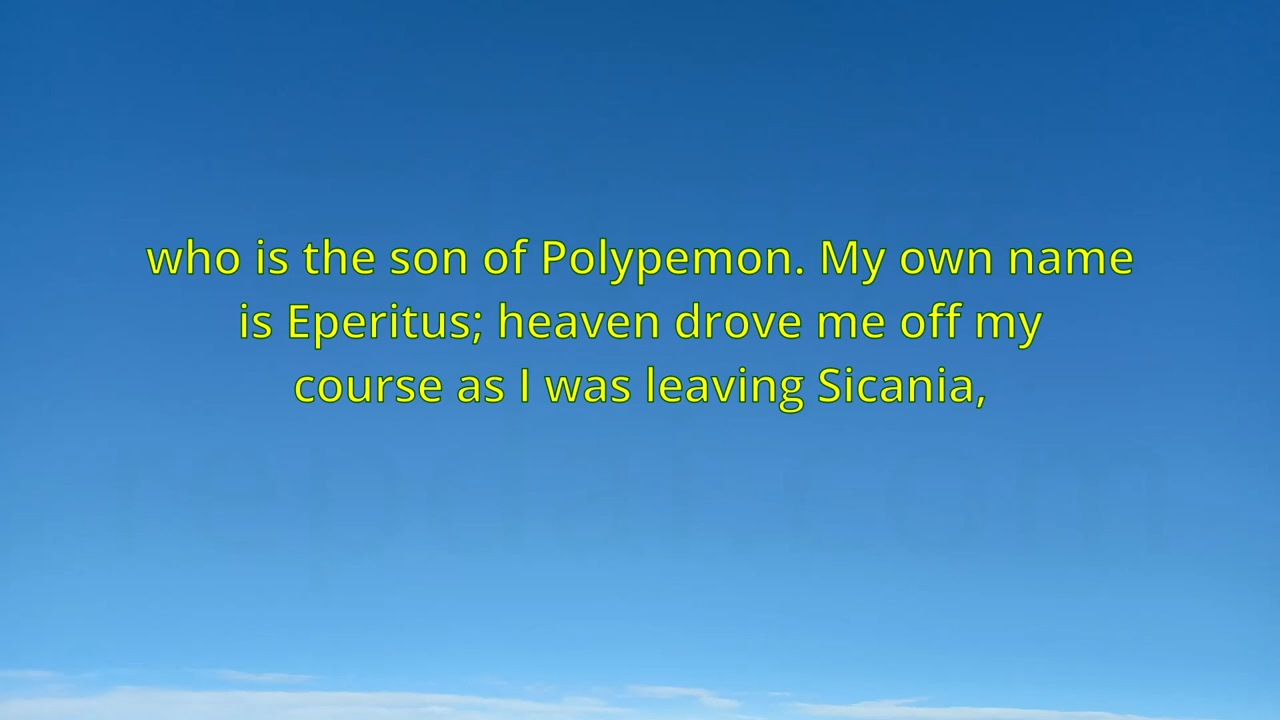 who is the son of Polypemon. My own name
is Eperitus; heaven drove me off my
course as I was leaving Sicania,